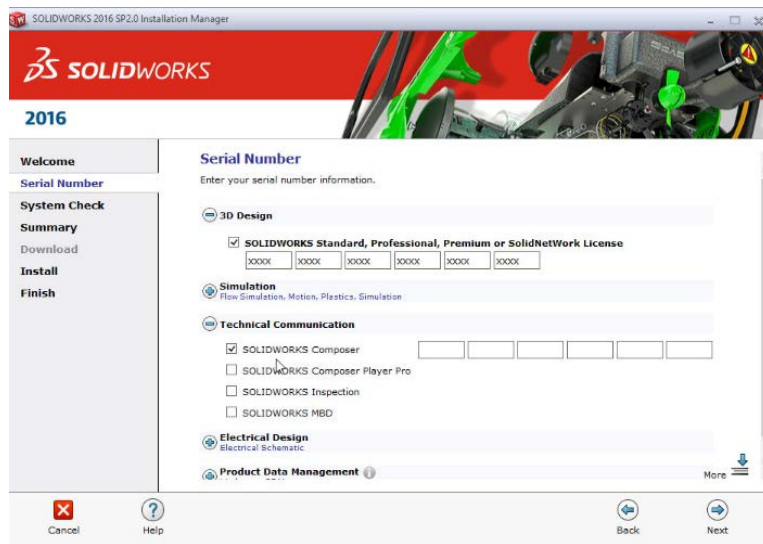 SOLIDWORKS 2016 SP2.0 Installation Manager
SOLIDWORKS
2016
Welcome
Serial Number
System Check
Summary
Download
Install
Finish
Serial Number
Enter your serial number information.
3D Design
SOLIDWORKS Standard, Professional, Premium or SolidNetWork License
xxxx xxxx xxxx xxxx xxxx xxxx
Simulation
Flow Simulation, Motion, Plastics, Simulation
Technical Communication
SOLIDWORKS Composer
SOLIDWORKS Composer Player Pro
SOLIDWORKS Inspection
SOLIDWORKS MBD
Electrical Design
Electrical Schematic
Product Data Management
More
Cancel
Help
Back
Next